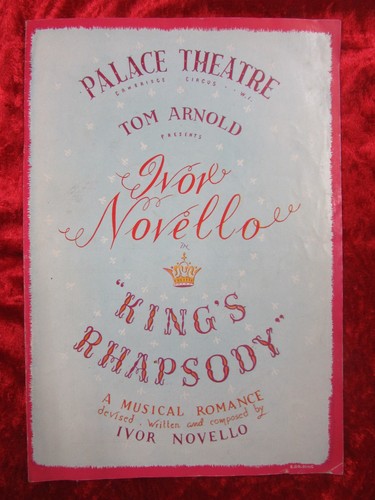 PALACE THEATRE
CAMBRIDGE CIRCUS .. W.1.
TOM ARNOLD
PRESENTS
Ivor
Novello
IN
"KING'S
RHAPSODY"
A MUSICAL ROMANCE
devised . Written and composed by
IVOR NOVELLO